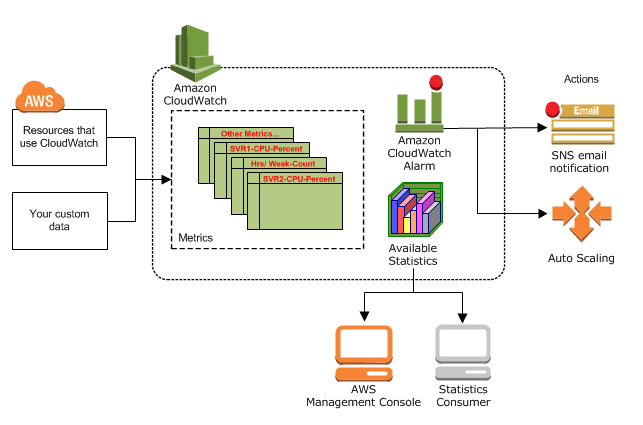 Amazon
CloudWatch
Actions
AWS
Resources that
use CloudWatch
Your custom
data
Other Metrics...
SVR1-CPU-Percent
Hrs/ Week-Count
SVR2-CPU-Percent
Metrics
Amazon
CloudWatch
Alarm
Available
Statistics
Email
SNS email
notification
Auto Scaling
AWS
Management Console
Statistics
Consumer